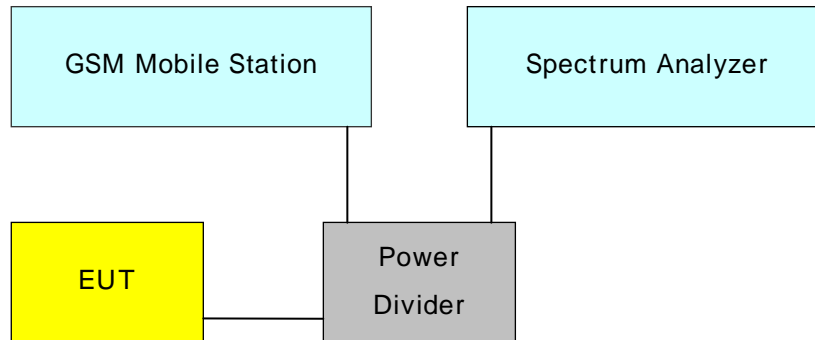 GSM Mobile Station
Spectrum Analyzer
EUT
Power
Divider